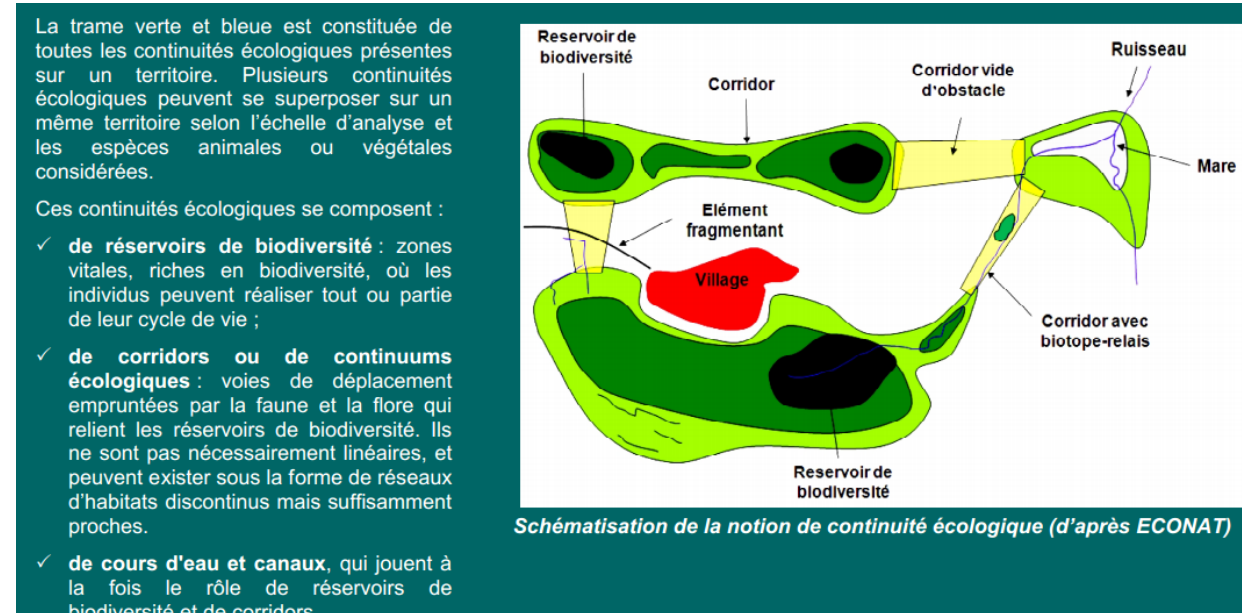 La trame verte et bleue est constituée de
toutes les continuités écologiques présentes
sur un territoire. Plusieurs continuités
écologiques peuvent se superposer sur un
même territoire selon l'échelle d'analyse et
les espèces animales ou végétales
considérées.
Ces continuités écologiques se composent :
✓ de réservoirs de biodiversité : zones
vitales, riches en biodiversité, où les
individus peuvent réaliser tout ou partie
de leur cycle de vie ;
✓ de corridors ou de continuums
écologiques : voies de déplacement
empruntées par la faune et la flore qui
relient les réservoirs de biodiversité. Ils
ne sont pas nécessairement linéaires, et
peuvent exister sous la forme de réseaux
d'habitats discontinus mais suffisamment
proches.
✓ de cours d'eau et canaux, qui jouent à
la fois le rôle de réservoirs de
biodiversité et de corridors
Reservoir de
biodiversité
Corridor
Corridor vide
d'obstacle
Ruisseau
Mare
Elément
fragmentant
Village
Corridor avec
biotope-relais
Reservoir de
biodiversité
Schématisation de la notion de continuité écologique (d'après ECONAT)